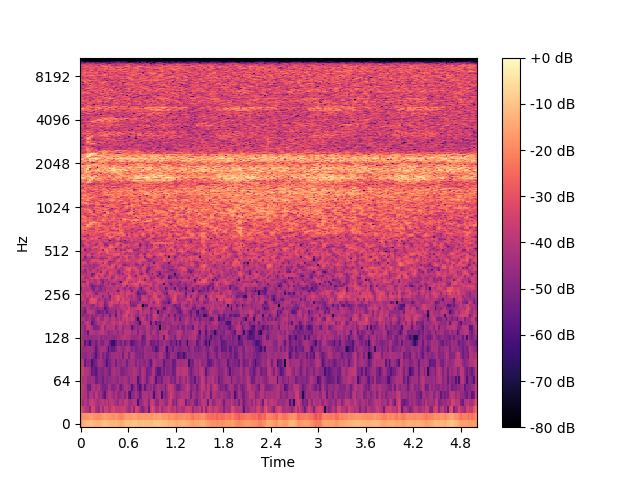 8192
4096
2048
1024
512
256
128
64
0
Hz
0 0.6 1.2 1.8 2.4 3 3.6 4.2 4.8
Time
+0 dB
-10 dB
-20 dB
-30 dB
-40 dB
-50 dB
-60 dB
-70 dB
-80 dB